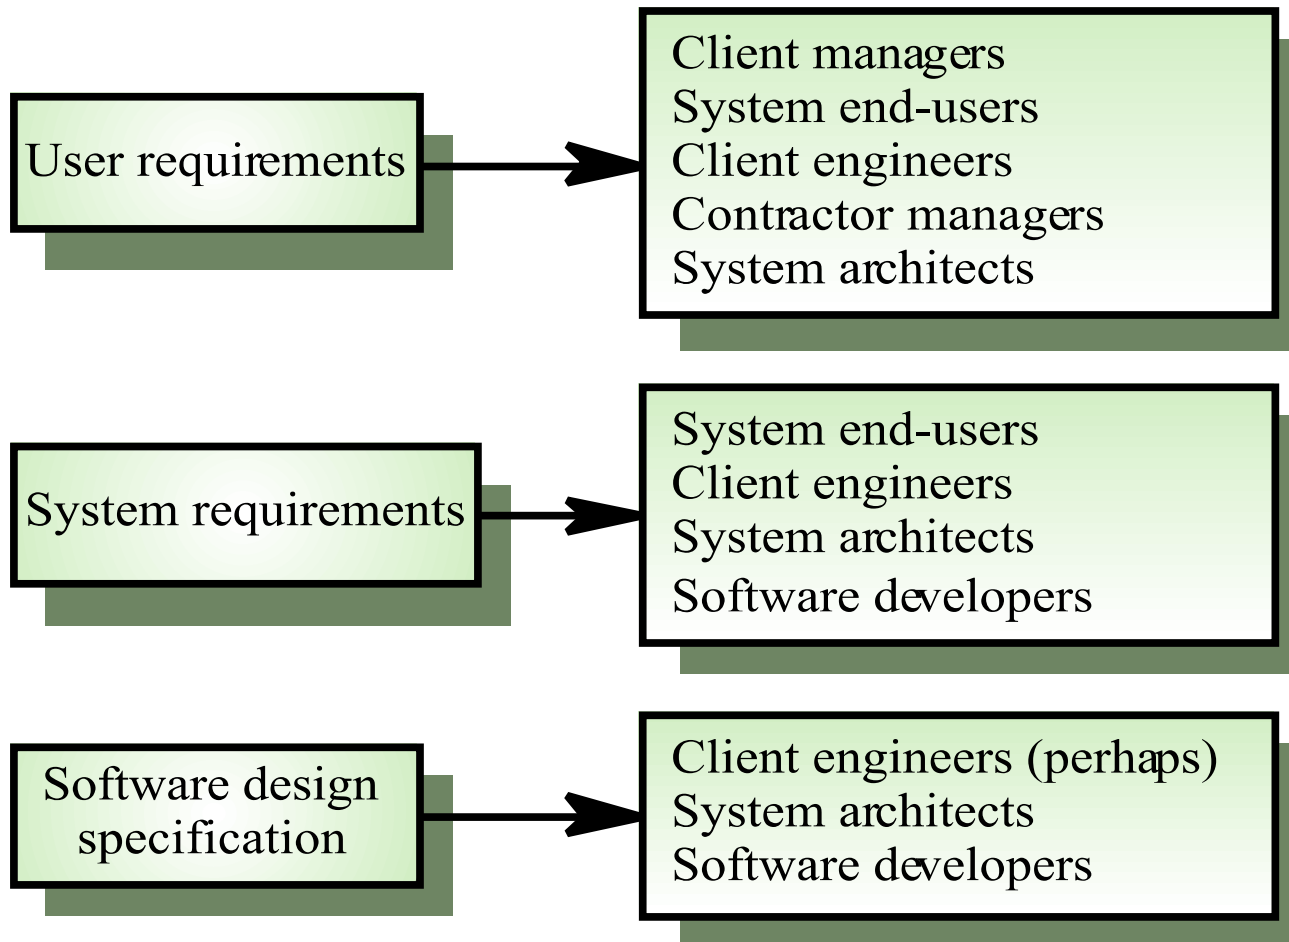 User requirements
Client managers
System end-users
Client engineers
Contractor managers
System architects
System requirements
System end-users
Client engineers
System architects
Software developers
Software design
specification
Client engineers (perhaps)
System architects
Software developers